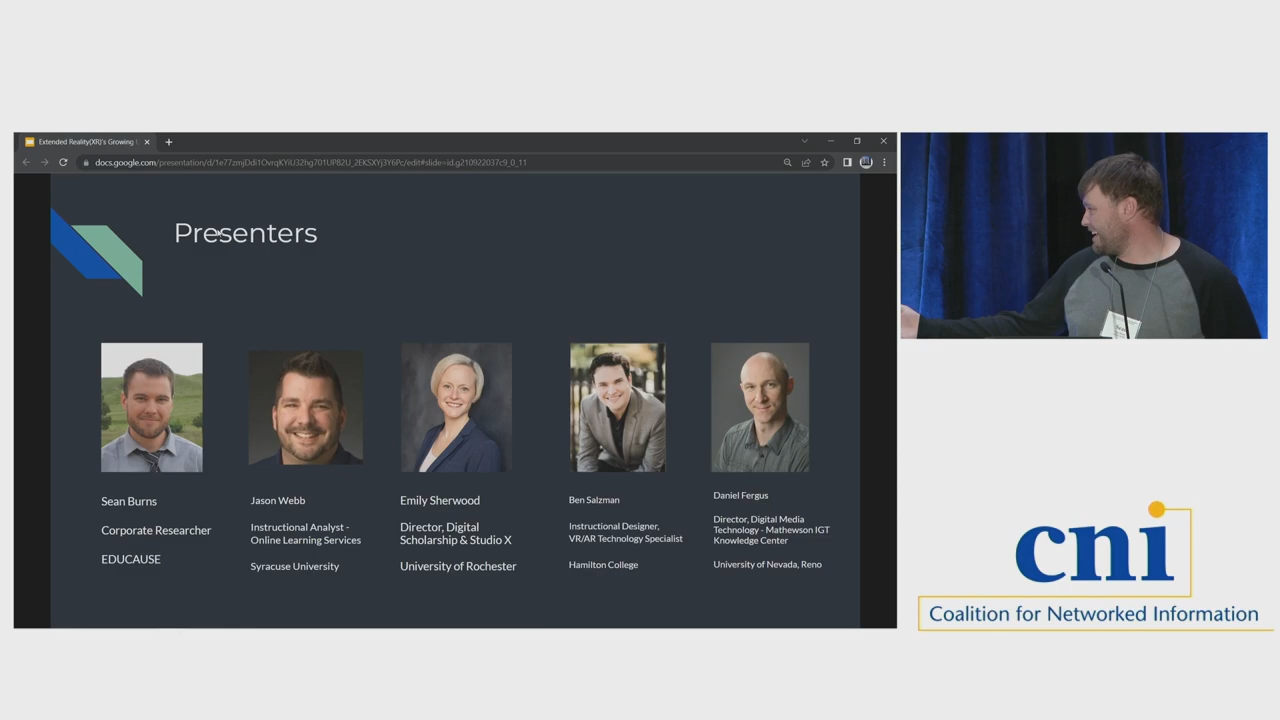 Extended Reality(XR)'s Growing
docs.google.com/presentation/d/1e77zmjDdi1OvrqKYiU32hg701UP82U_2EKSXYj3Y6Pc/edit#slide=id.g210922037c9_0_11
Presenters
Sean Burns
Corporate Researcher
EDUCAUSE
Jason Webb
Instructional Analyst -
Online Learning Services
Syracuse University
Emily Sherwood
Director, Digital
Scholarship & Studio X
University of Rochester
Ben Salzman
Instructional Designer,
VR/AR Technology Specialist
Hamilton College
Daniel Fergus
Director, Digital Media
Technology - Mathewson IGT
Knowledge Center
University of Nevada, Reno
cni
Coalition for Networked Information